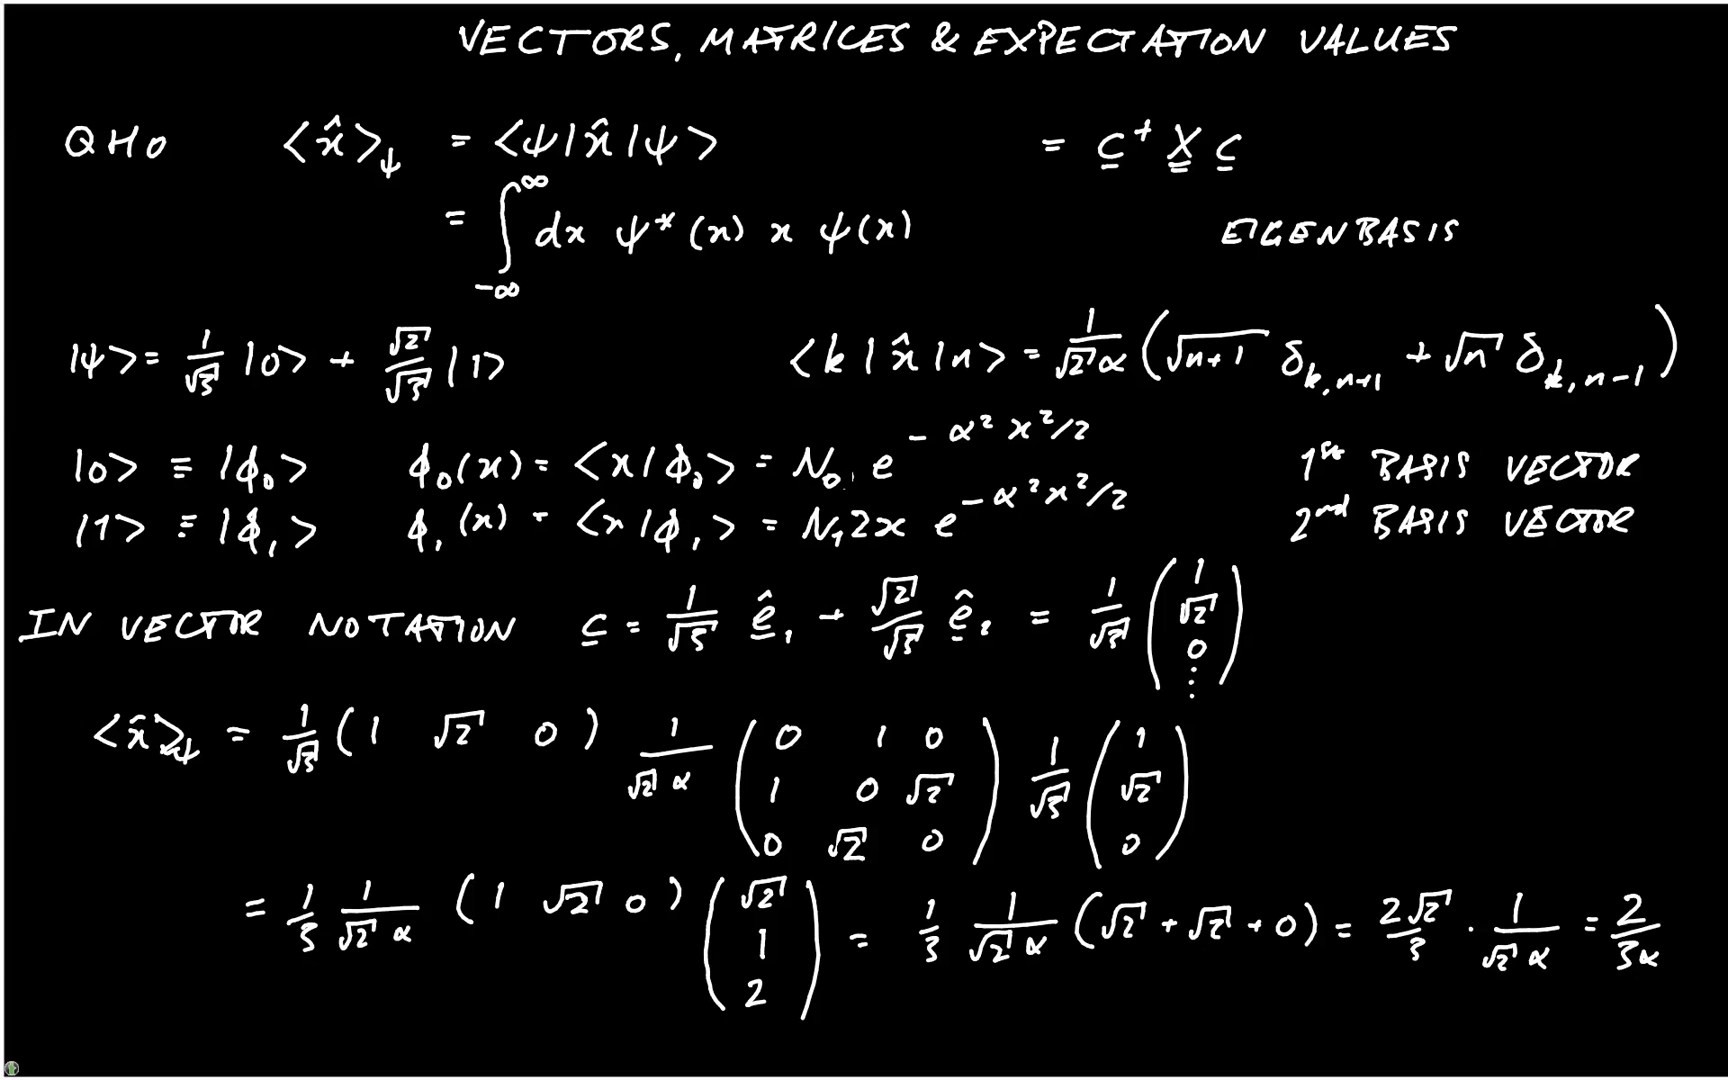 VECTORS, MATRICES & EXPECTATION VALUES
QHO ⟨x̂⟩_ψ = ⟨ψ|x̂|ψ⟩ = c⁺ X c
= ∫_{-∞}^{∞} dx ψ*(x) x ψ(x) EIGENBASIS
|ψ⟩ = 1/√3 |0⟩ + √2/√3 |1⟩ ⟨k|x̂|n⟩ = 1/(√2 α) (√(n+1) δ_{k,n+1} + √n δ_{k,n-1})
|0⟩ ≡ |ϕ₀⟩ ϕ₀(x) = ⟨x|ϕ₀⟩ = N₀ e^{-α²x²/2} 1st BASIS VECTOR
|1⟩ ≡ |ϕ₁⟩ ϕ₁(x) = ⟨x|ϕ₁⟩ = N₁2x e^{-α²x²/2} 2nd BASIS VECTOR
IN VECTOR NOTATION c = 1/√3 ê₁ + √2/√3 ê₂ = 1/√3 (1 √2 0 ⋮)
⟨x̂⟩_ψ = 1/√3 (1 √2 0) 1/(√2 α) (0 1 0 1 0 √2 0 √2 0) 1/√3 (1 √2 0)
= 1/3 1/(√2 α) (1 √2 0) (√2 1 2) = 1/3 1/(√2 α) (√2 + √2 + 0) = 2√2/3 · 1/(√2 α) = 2/3α